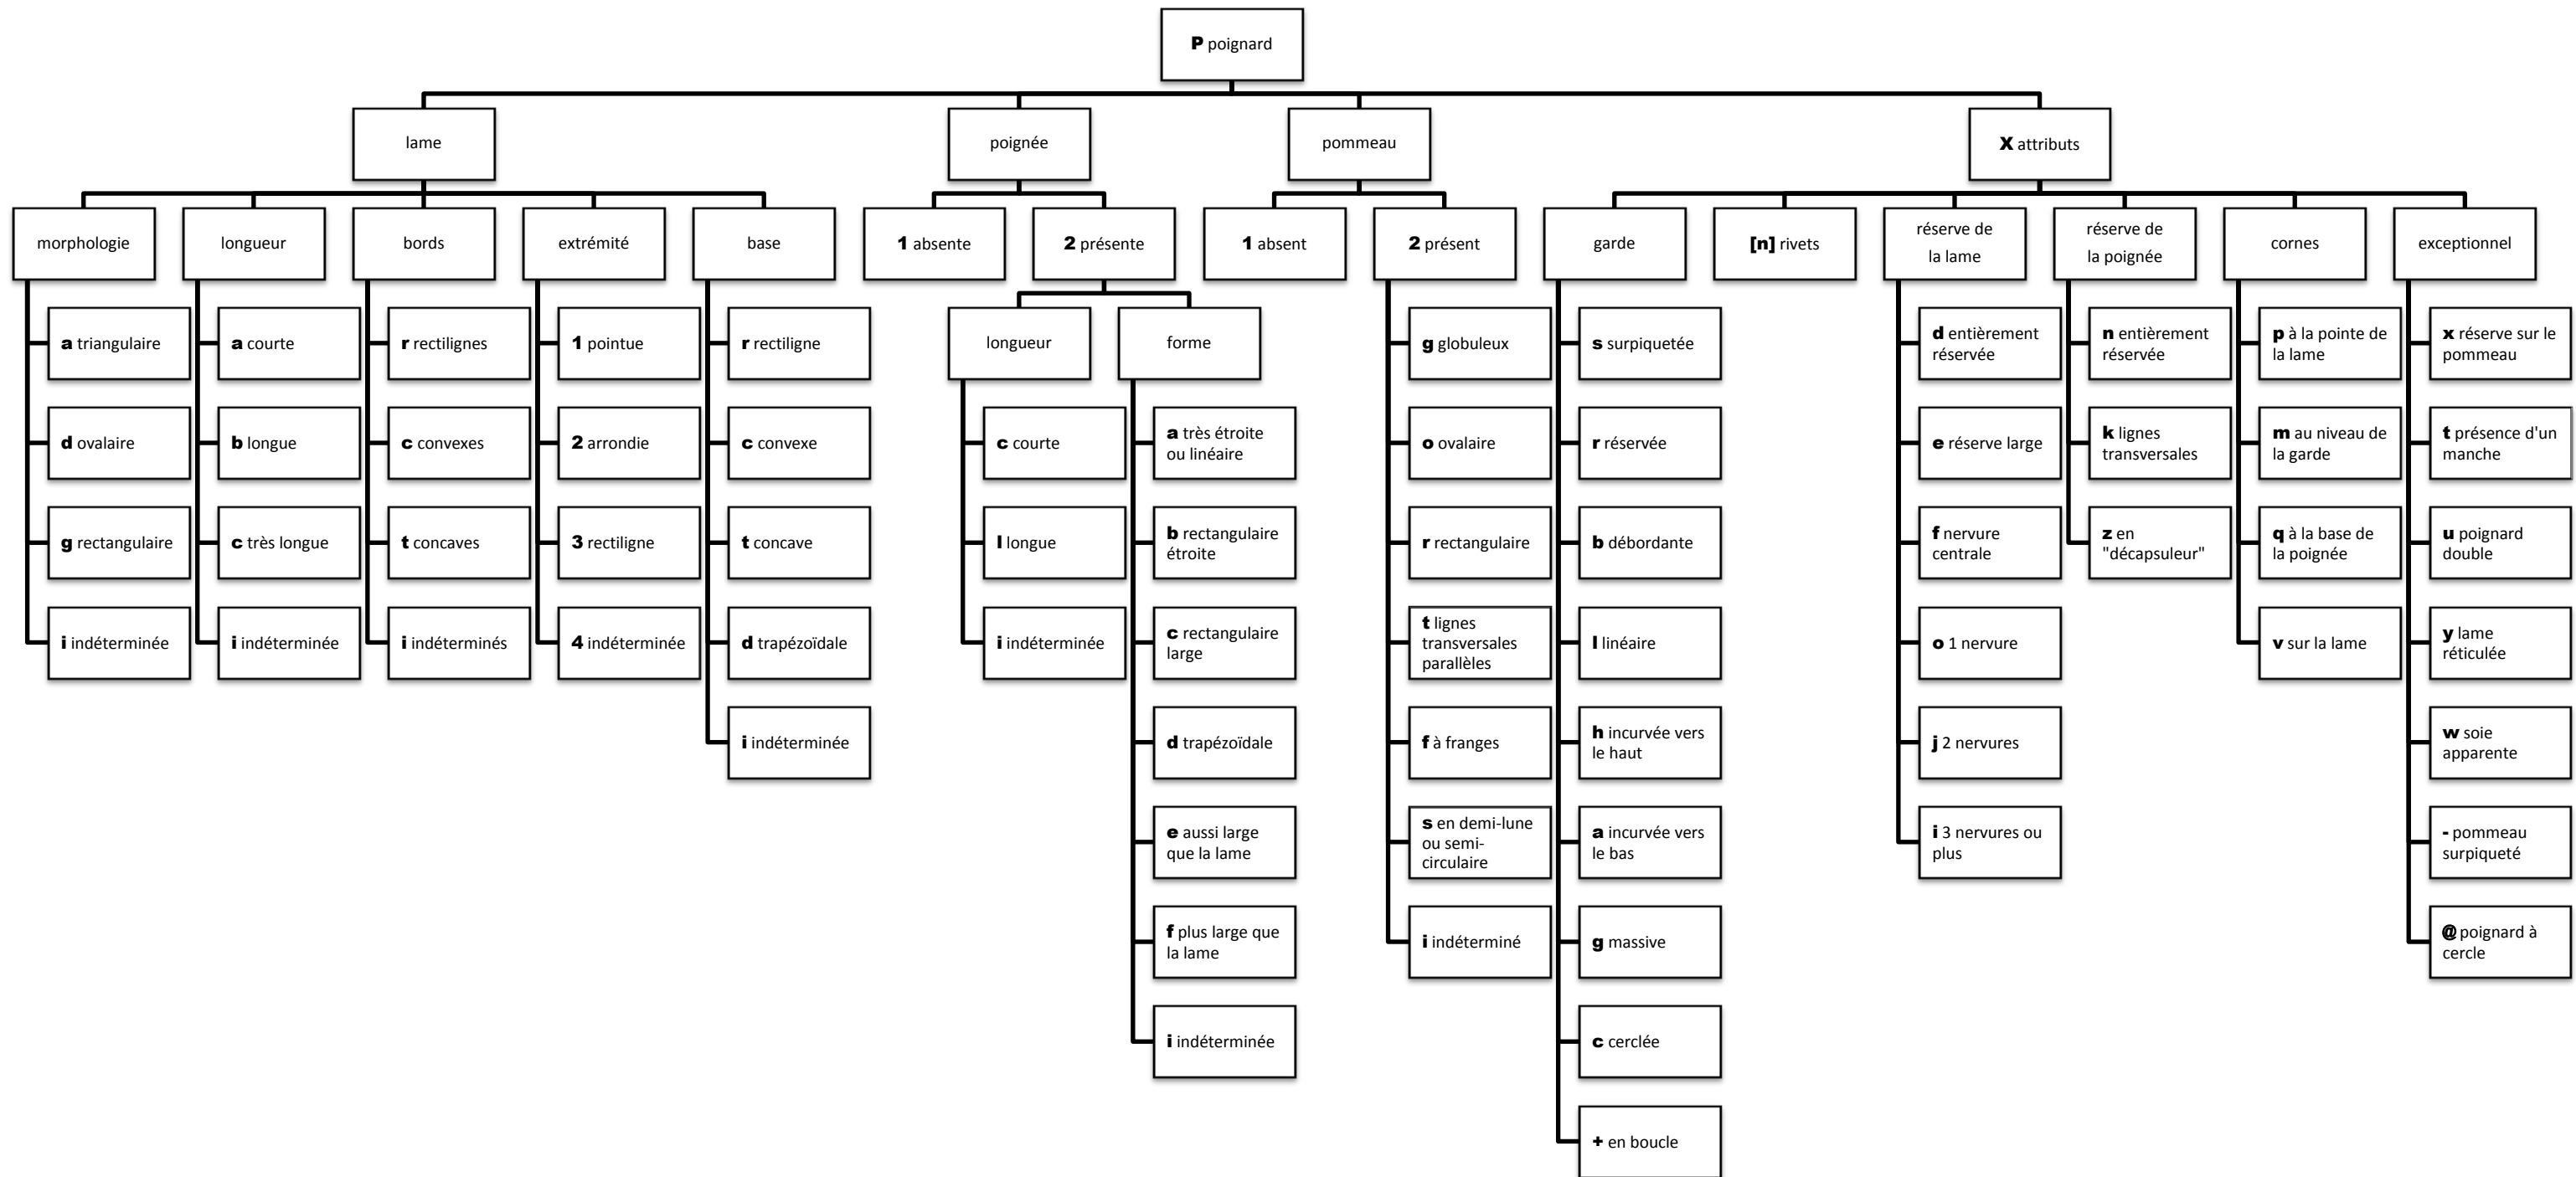 P poignard
lame
poignée
pommeau
X attributs
morphologie
longueur
bords
extrémité
base
1 absente
2 présente
1 absent
2 présent
garde
[n] rivets
réserve de
la lame
réserve de
la poignée
cornes
exceptionnel
a triangulaire
d ovalaire
g rectangulaire
i indéterminée
a courte
b longue
c très longue
i indéterminée
r rectilignes
c convexes
t concaves
i indéterminés
1 pointue
2 arrondie
3 rectiligne
4 indéterminée
r rectiligne
c convexe
t concave
d trapézoïdale
i indéterminée
longueur
c courte
l longue
i indéterminée
forme
a très étroite
ou linéaire
b rectangulaire
étroite
c rectangulaire
large
d trapézoïdale
e aussi large
que la lame
f plus large que
la lame
i indéterminée
g globuleux
o ovalaire
r rectangulaire
t lignes
transversales
parallèles
f à franges
s en demi-lune
ou semi-
circulaire
i indéterminé
s surpiquetée
r réservée
b débordante
l linéaire
h incurvée vers
le haut
a incurvée vers
le bas
g massive
c cerclée
+ en boucle
d entièrement
réservée
e réserve large
f nervure
centrale
o 1 nervure
j 2 nervures
i 3 nervures ou
plus
n entièrement
réservée
k lignes
transversales
z en
"décapsuleur"
p à la pointe de
la lame
m au niveau de
la garde
q à la base de
la poignée
v sur la lame
x réserve sur le
pommeau
t présence d'un
manche
u poignard
double
y lame
réticulée
w soie
apparente
- pommeau
surpiqueté
@ poignard à
cercle